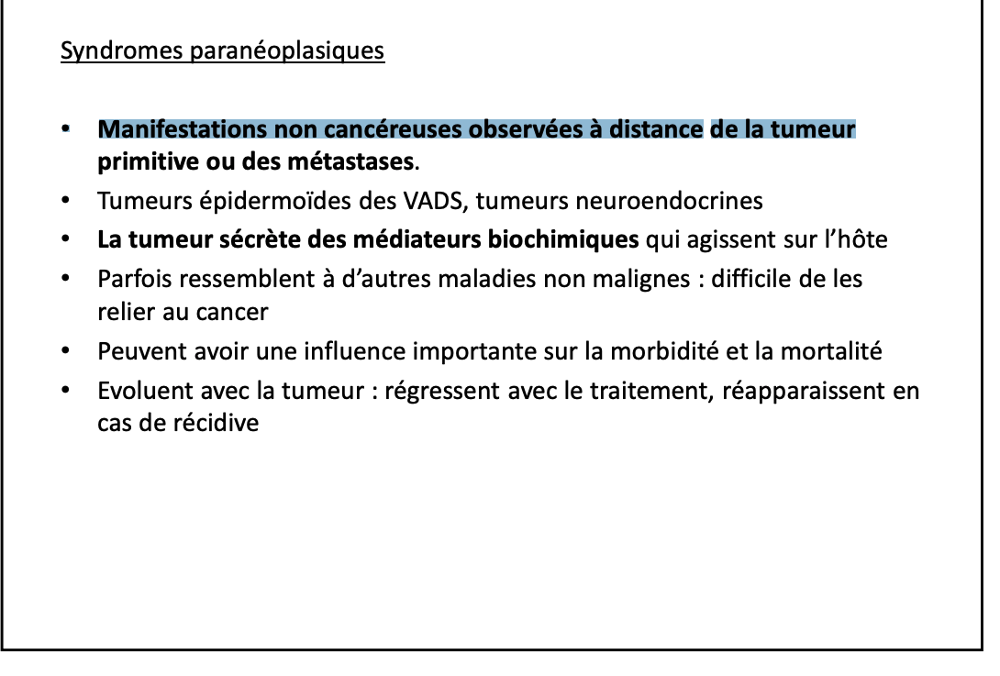 Syndromes paranéoplasiques
• Manifestations non cancéreuses observées à distance de la tumeur
primitive ou des métastases.
• Tumeurs épidermoïdes des VADS, tumeurs neuroendocrines
• La tumeur sécrète des médiateurs biochimiques qui agissent sur l’hôte
• Parfois ressemblent à d’autres maladies non malignes : difficile de les
relier au cancer
• Peuvent avoir une influence importante sur la morbidité et la mortalité
• Evoluent avec la tumeur : régressent avec le traitement, réapparaissent en
cas de récidive